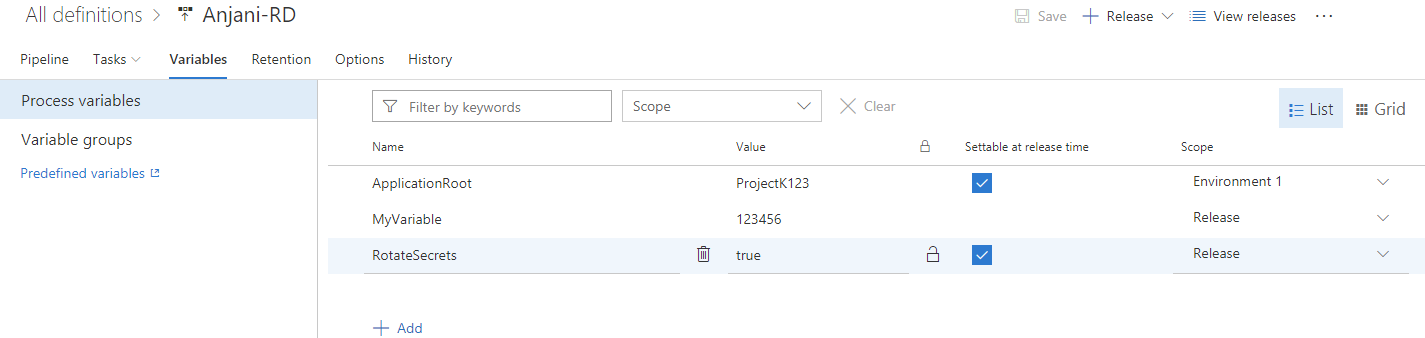 All definitions > Anjani-RD
Save + Release View releases ...
Pipeline Tasks Variables Retention Options History
Process variables
Variable groups
Predefined variables
Filter by keywords Scope Clear List Grid
Name Value Settable at release time Scope
ApplicationRoot ProjectK123 Environment 1
MyVariable 123456 Release
RotateSecrets true Release
+ Add